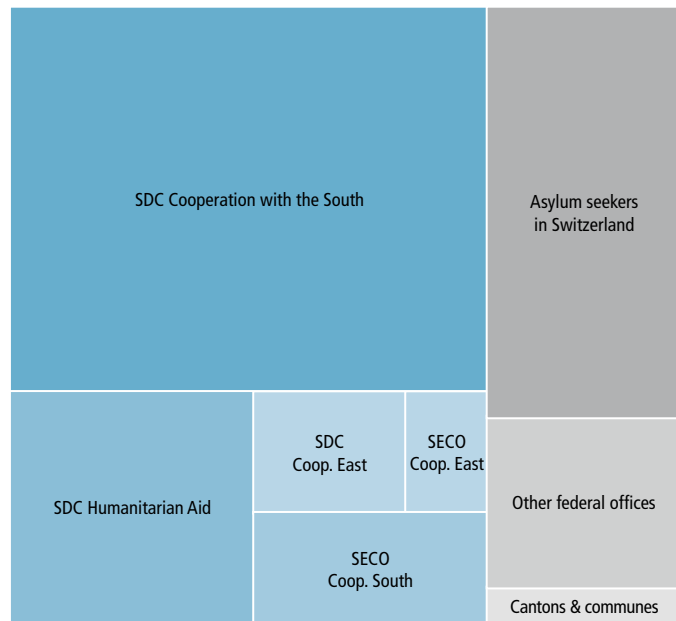 SDC Cooperation with the South
Asylum seekers
in Switzerland
SDC
Coop. East
SECO
Coop. East
SDC Humanitarian Aid
Other federal offices
SECO
Coop. South
Cantons & communes